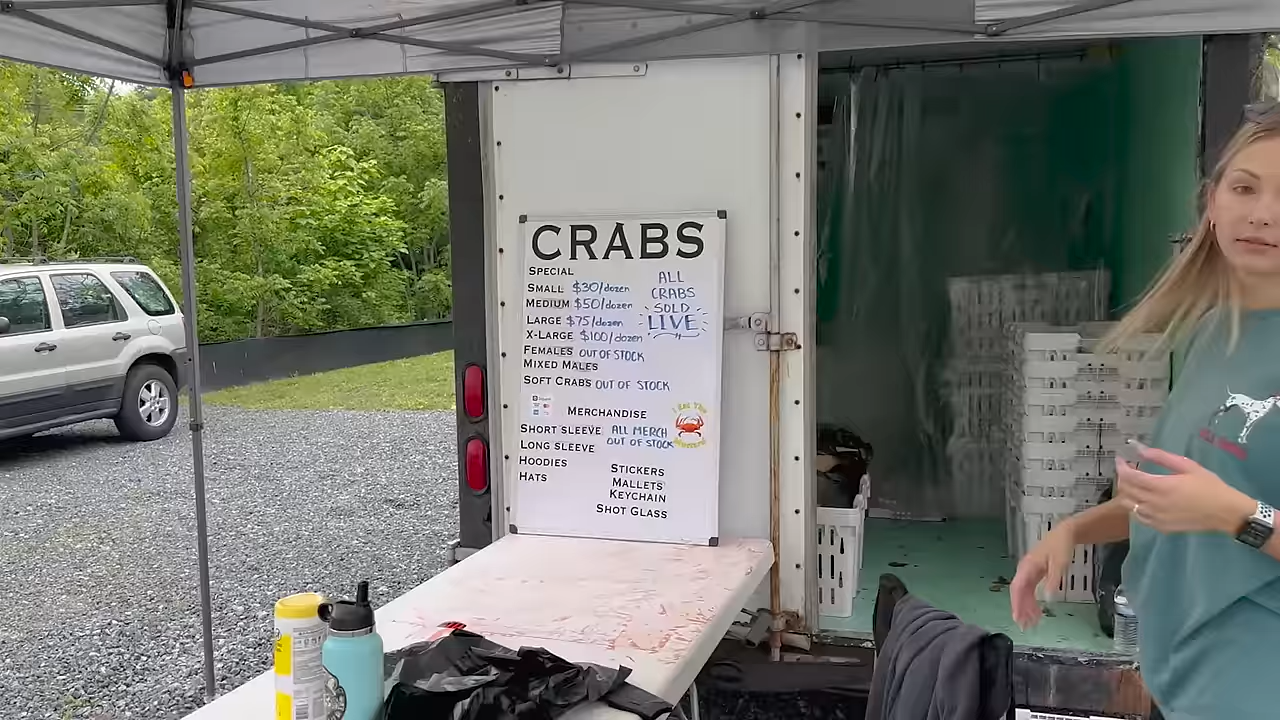 CRABS
SPECIAL
SMALL $30/dozen
MEDIUM $50/dozen
LARGE $75/dozen
X-LARGE $100/dozen
FEMALES OUT OF STOCK
MIXED MALES
SOFT CRABS OUT OF STOCK
ALL
CRABS
SOLD
LIVE
MERCHANDISE
SHORT SLEEVE
LONG SLEEVE
HOODIES
HATS
ALL MERCH
OUT OF STOCK
STICKERS
MALLETS
KEYCHAIN
SHOT GLASS